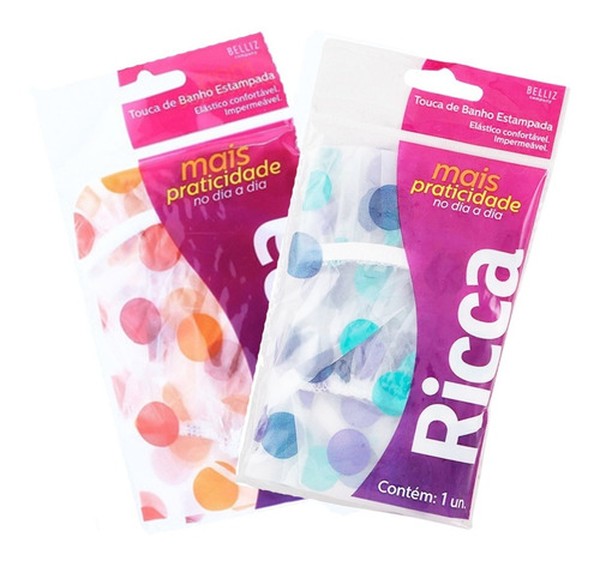 BELLIZ
Touca de Banho Estampada
Elástico confortável.
Impermeável.
mais
praticidade
no dia a dia
BELLIZ
Touca de Banho Estampada
Elástico confortável.
Impermeável.
mais
praticidade
no dia a dia
Ricca
Contém: 1 un.